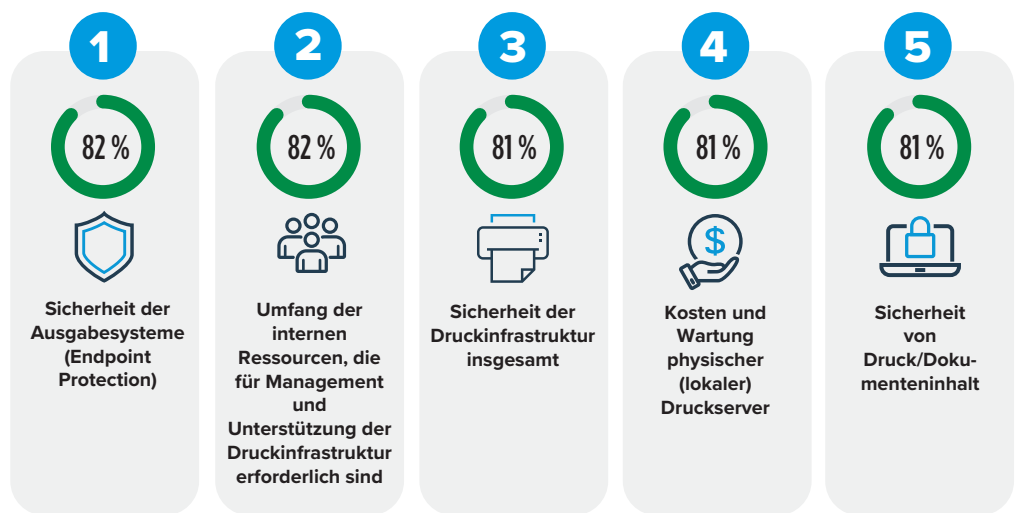 1
82 %
Sicherheit der
Ausgabesysteme
(Endpoint
Protection)
2
82 %
Umfang der
internen
Ressourcen, die
für Management
und
Unterstützung der
Druckinfrastruktur
erforderlich sind
3
81 %
Sicherheit der
Druckinfrastruktur
insgesamt
4
81 %
$
Kosten und
Wartung
physischer
(lokaler)
Druckserver
5
81 %
Sicherheit
von
Druck/Doku-
menteninhalt